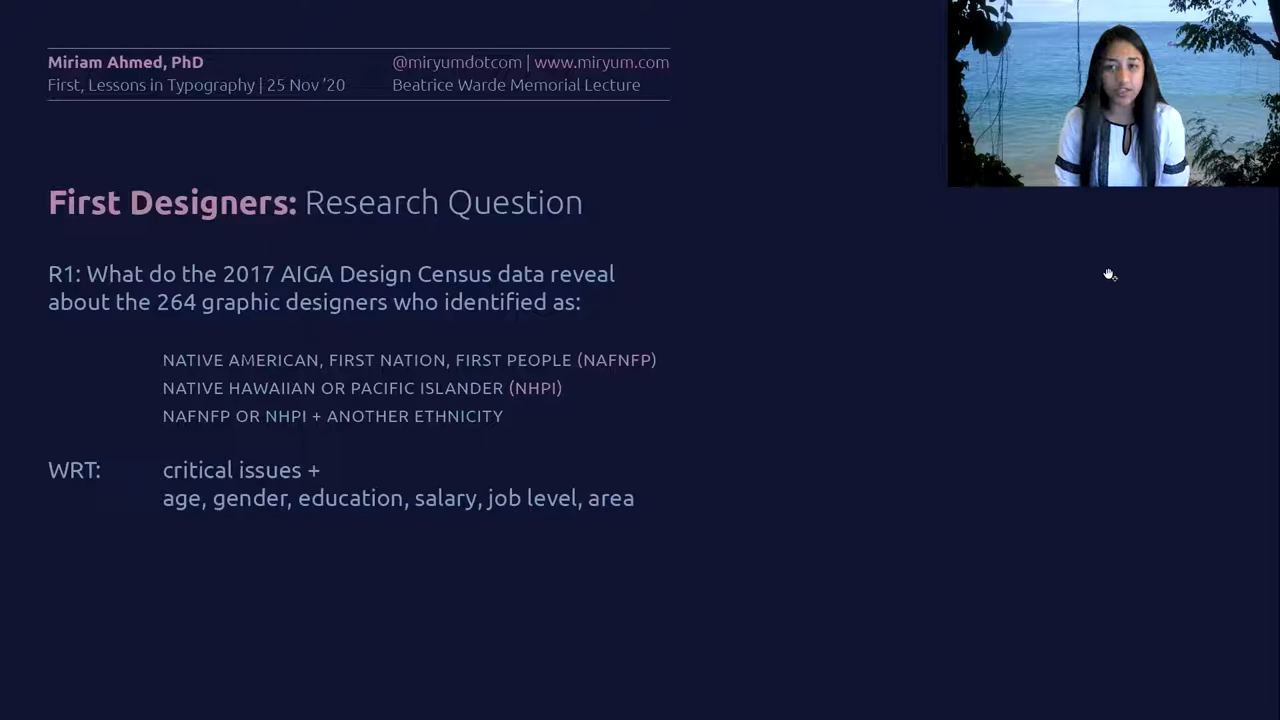 Miriam Ahmed, PhD
First, Lessons in Typography | 25 Nov ’20
@miryumdotcom | www.miryum.com
Beatrice Warde Memorial Lecture
First Designers: Research Question
R1: What do the 2017 AIGA Design Census data reveal
about the 264 graphic designers who identified as:
NATIVE AMERICAN, FIRST NATION, FIRST PEOPLE (NAFNFP)
NATIVE HAWAIIAN OR PACIFIC ISLANDER (NHPI)
NAFNFP OR NHPI + ANOTHER ETHNICITY
WRT: critical issues +
age, gender, education, salary, job level, area